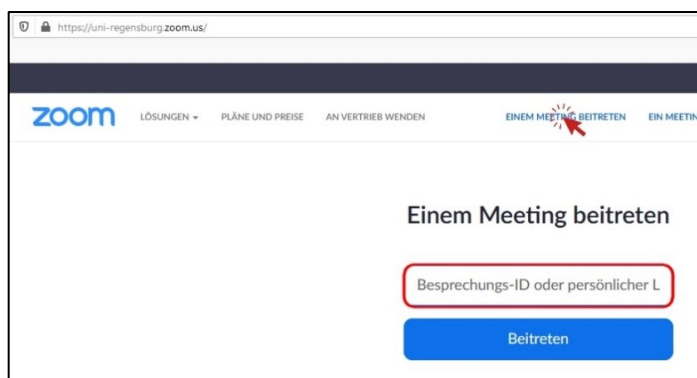 https://uni-regensburg.zoom.us/
zoom LÖSUNGEN PLÄNE UND PREISE AN VERTRIEB WENDEN EINEM MEETING BEITRETEN EIN MEETIN
Einem Meeting beitreten
Besprechungs-ID oder persönlicher L
Beitreten